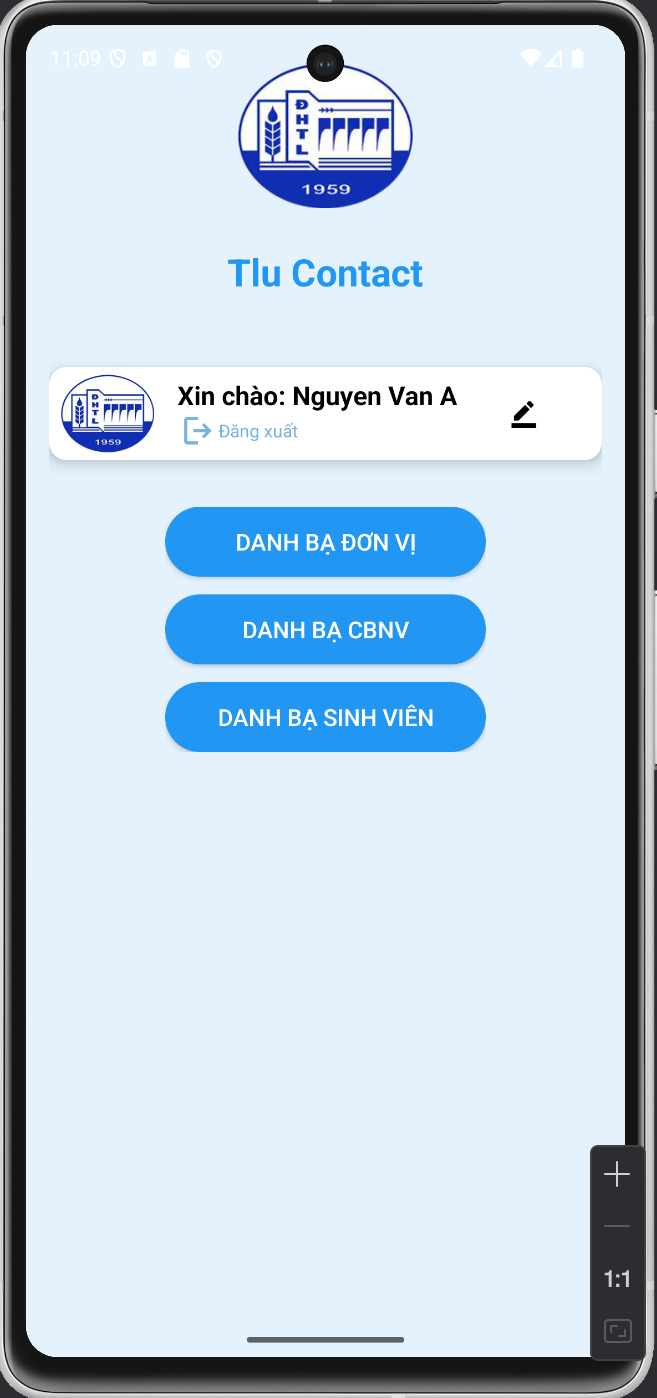 11:09
A
ĐHTL
1959
Tlu Contact
ĐHTL
1959
Xin chào: Nguyen Van A
Đăng xuất
DANH BẠ ĐƠN VỊ
DANH BẠ CBNV
DANH BẠ SINH VIÊN
1:1